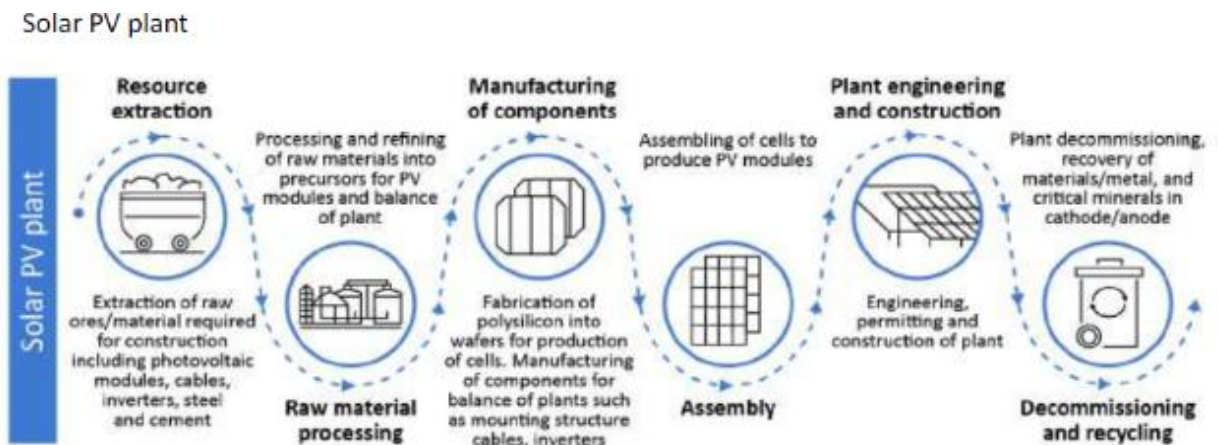 Solar PV plant
Solar PV plant
Resource
extraction
Extraction of raw
ores/material required
for construction
including photovoltaic
modules, cables,
inverters, steel
and cement
Processing and refining
of raw materials into
precursors for PV
modules and balance
of plant
Raw material
processing
Manufacturing
of components
Fabrication of
polysilicon into
wafers for production
of cells. Manufacturing
of components for
balance of plants such
as mounting structure
cables, inverters
Assembling of cells to
produce PV modules
Assembly
Plant engineering
and construction
Engineering,
permitting and
construction of plant
Plant decommissioning,
recovery of
materials/metal, and
critical minerals in
cathode/anode
Decommissioning
and recycling